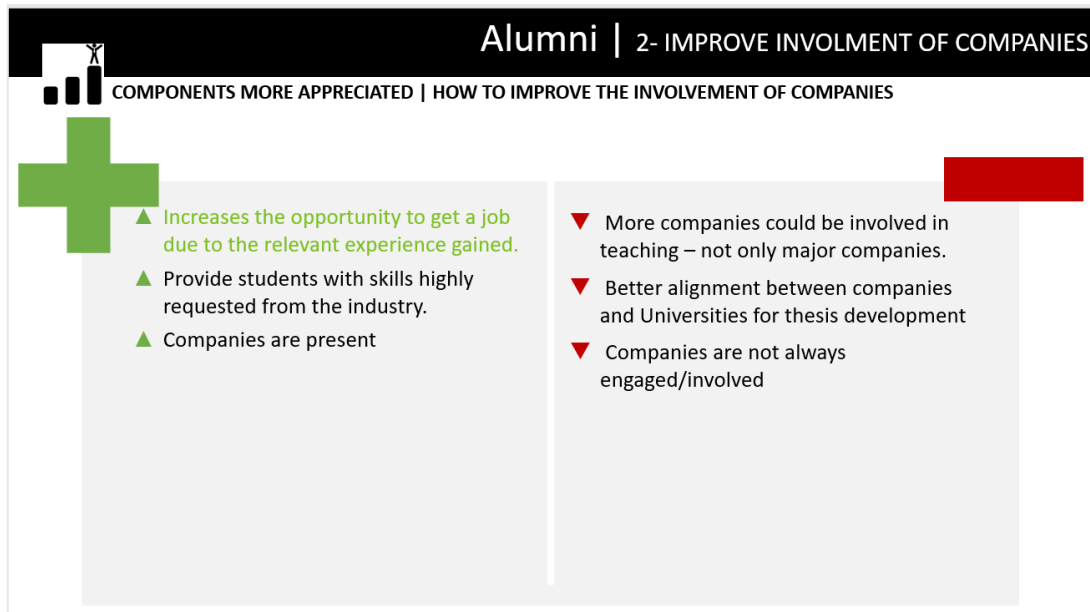 Alumni | 2- IMPROVE INVOLMENT OF COMPANIES
COMPONENTS MORE APPRECIATED | HOW TO IMPROVE THE INVOLVEMENT OF COMPANIES
▲ Increases the opportunity to get a job
due to the relevant experience gained.
▲ Provide students with skills highly
requested from the industry.
▲ Companies are present
▼ More companies could be involved in
teaching – not only major companies.
▼ Better alignment between companies
and Universities for thesis development
▼ Companies are not always
engaged/involved